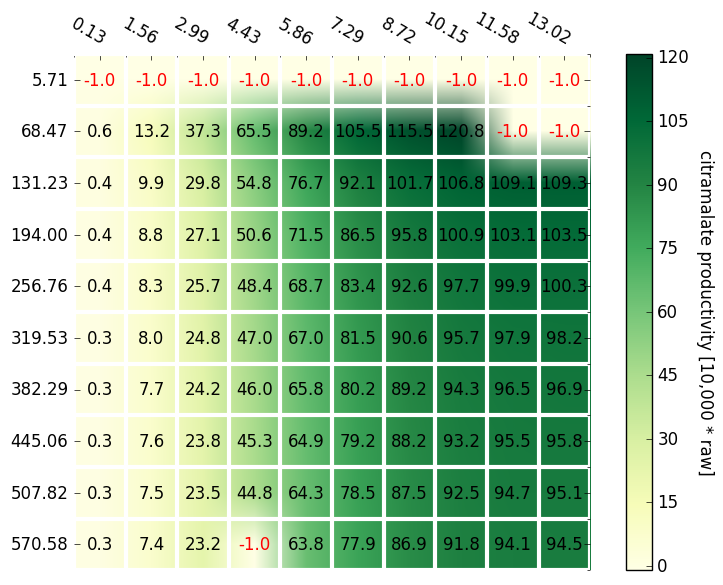 0.13 1.56 2.99 4.43 5.86 7.29 8.72 10.15 11.58 13.02
5.71 -1.0 -1.0 -1.0 -1.0 -1.0 -1.0 -1.0 -1.0 -1.0 -1.0
68.47 0.6 13.2 37.3 65.5 89.2 105.5 115.5 120.8 -1.0 -1.0
131.23 0.4 9.9 29.8 54.8 76.7 92.1 101.7 106.8 109.1 109.3
194.00 0.4 8.8 27.1 50.6 71.5 86.5 95.8 100.9 103.1 103.5
256.76 0.4 8.3 25.7 48.4 68.7 83.4 92.6 97.7 99.9 100.3
319.53 0.3 8.0 24.8 47.0 67.0 81.5 90.6 95.7 97.9 98.2
382.29 0.3 7.7 24.2 46.0 65.8 80.2 89.2 94.3 96.5 96.9
445.06 0.3 7.6 23.8 45.3 64.9 79.2 88.2 93.2 95.5 95.8
507.82 0.3 7.5 23.5 44.8 64.3 78.5 87.5 92.5 94.7 95.1
570.58 0.3 7.4 23.2 -1.0 63.8 77.9 86.9 91.8 94.1 94.5
120
105
90
75
60
45
30
15
0
citramalate productivity [10,000 * raw]